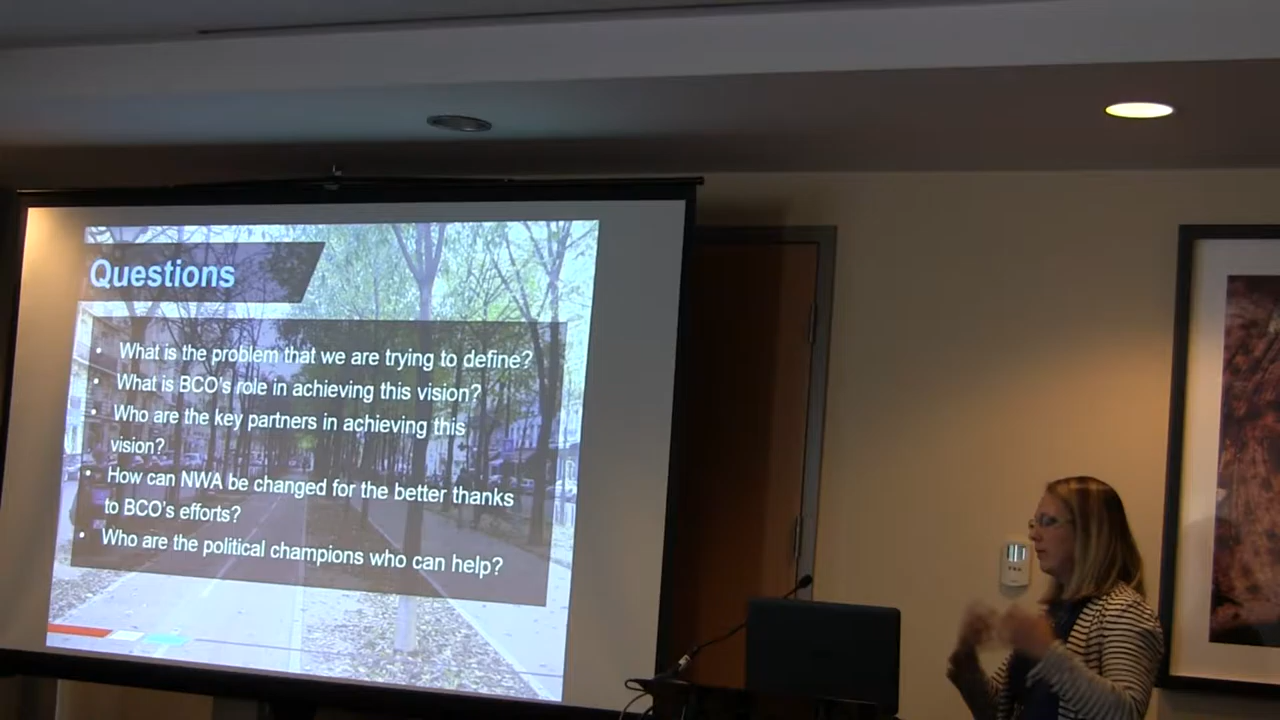 Questions
• What is the problem that we are trying to define?
• What is BCO's role in achieving this vision?
• Who are the key partners in achieving this
vision?
• How can NWA be changed for the better thanks
to BCO's efforts?
• Who are the political champions who can help?